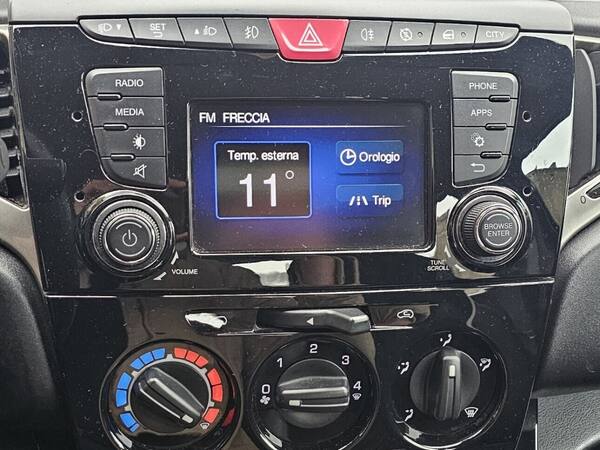 SET
CITY
RADIO
MEDIA
PHONE
APPS
FM FRECCIA
Temp. esterna
11°
Orologio
Trip
VOLUME
BROWSE
ENTER
TUNE
SCROLL
0 1 2 3 4
0